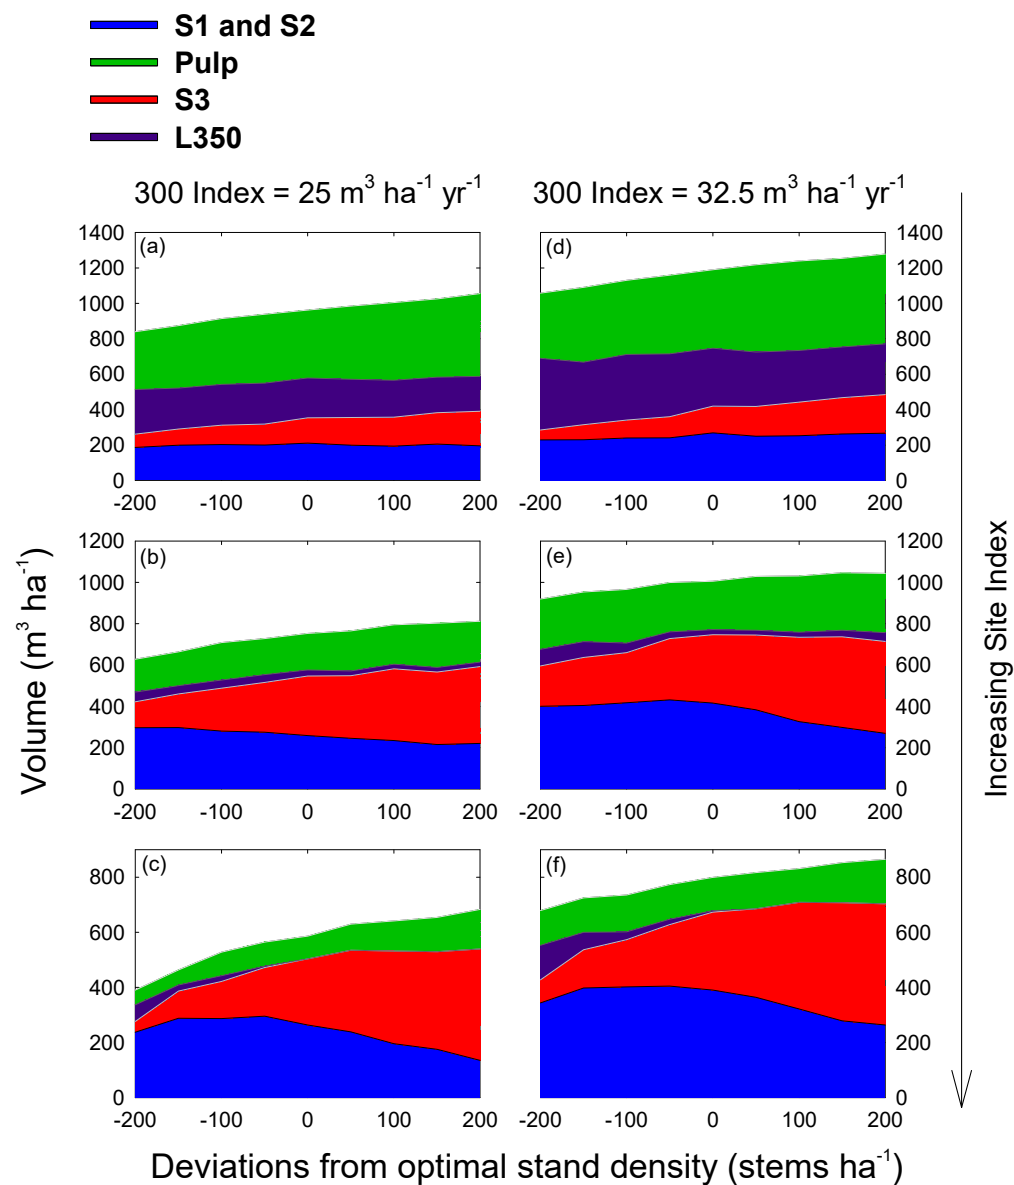 S1 and S2
Pulp
S3
L350
300 Index = 25 m³ ha⁻¹ yr⁻¹
300 Index = 32.5 m³ ha⁻¹ yr⁻¹
(a)
1400
1200
1000
800
600
400
200
0
-200 -100 0 100 200
(d)
1400
1200
1000
800
600
400
200
0
-200 -100 0 100 200
(b)
1200
1000
800
600
400
200
0
-200 -100 0 100 200
(e)
1200
1000
800
600
400
200
0
-200 -100 0 100 200
(c)
800
600
400
200
0
-200 -100 0 100 200
(f)
800
600
400
200
0
-200 -100 0 100 200
Volume (m³ ha⁻¹)
Increasing Site Index
Deviations from optimal stand density (stems ha⁻¹)